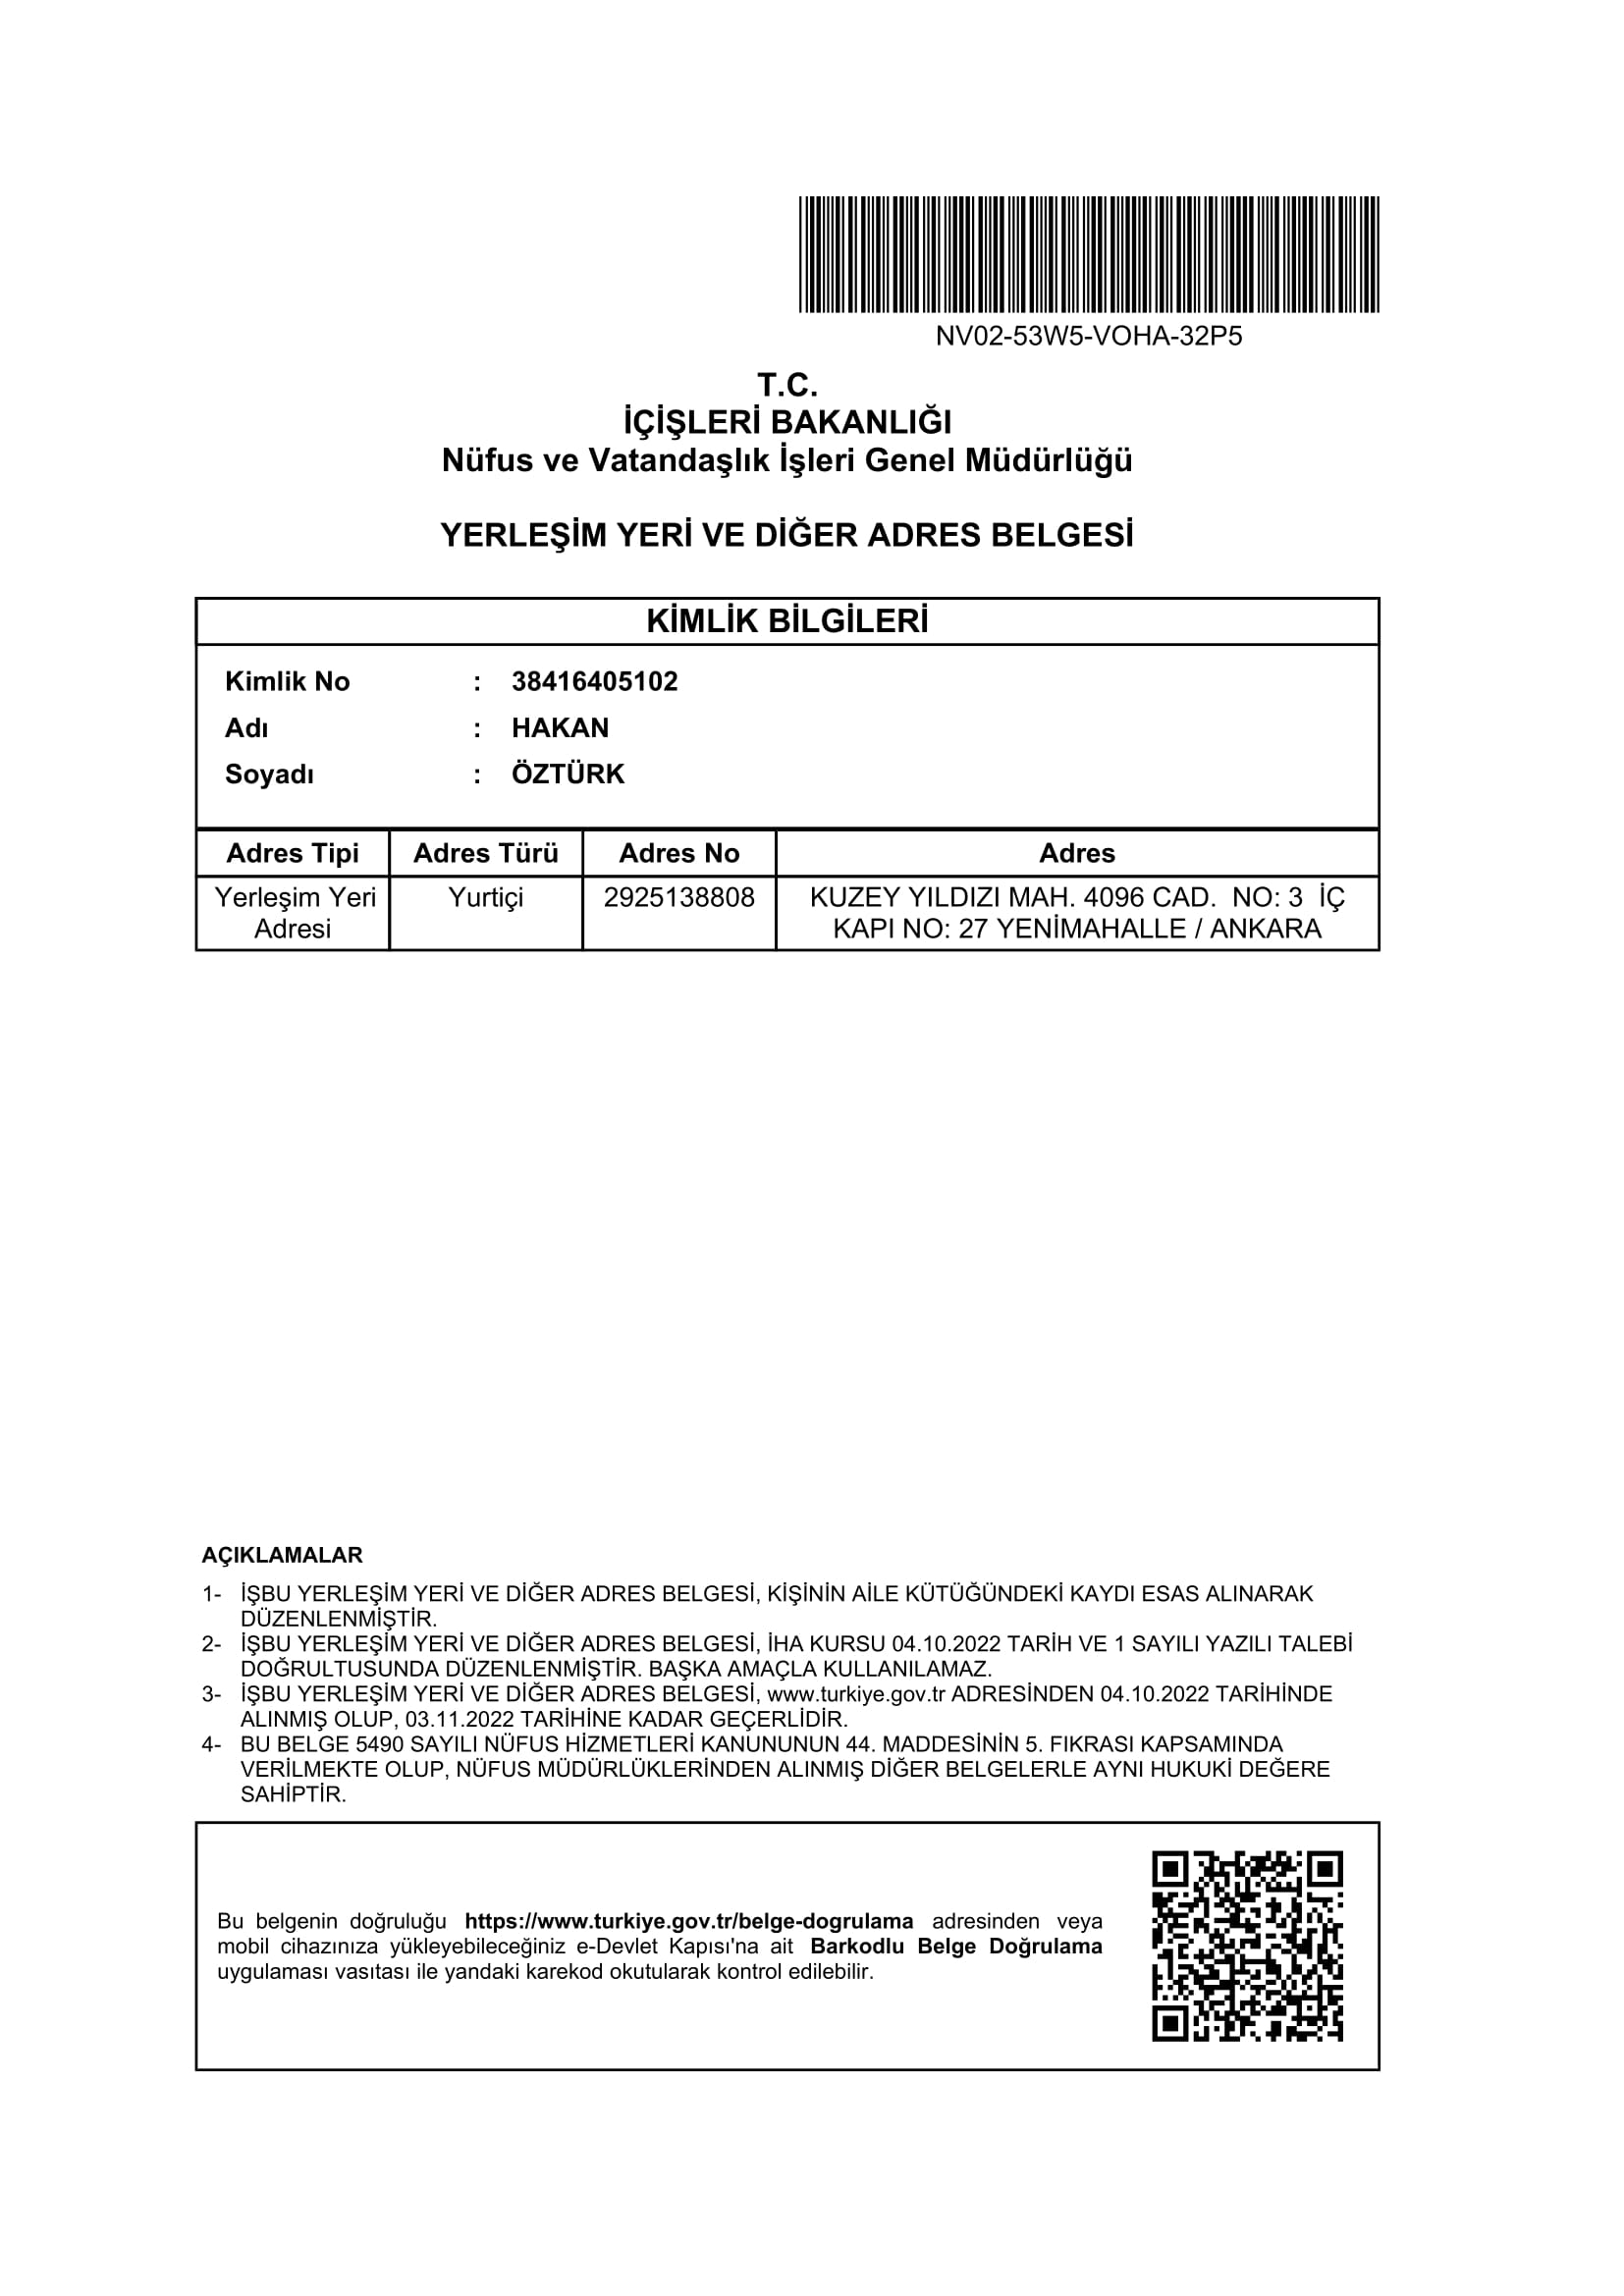 NV02-53W5-VOHA-32P5
T.C.
İÇİŞLERİ BAKANLIĞI
Nüfus ve Vatandaşlık İşleri Genel Müdürlüğü
YERLEŞİM YERİ VE DİĞER ADRES BELGESİ
KİMLİK BİLGİLERİ
Kimlik No : 38416405102
Adı : HAKAN
Soyadı : ÖZTÜRK
Adres Tipi Adres Türü Adres No Adres
Yerleşim Yeri Yurtiçi 2925138808 KUZEY YILDIZI MAH. 4096 CAD. NO: 3 İÇ
Adresi KAPI NO: 27 YENİMAHALLE / ANKARA
AÇIKLAMALAR
1- İŞBU YERLEŞİM YERİ VE DİĞER ADRES BELGESİ, KİŞİNİN AİLE KÜTÜĞÜNDEKİ KAYDI ESAS ALINARAK
DÜZENLENMİŞTİR.
2- İŞBU YERLEŞİM YERİ VE DİĞER ADRES BELGESİ, İHA KURSU 04.10.2022 TARİH VE 1 SAYILI YAZILI TALEBİ
DOĞRULTUSUNDA DÜZENLENMİŞTİR. BAŞKA AMAÇLA KULLANILAMAZ.
3- İŞBU YERLEŞİM YERİ VE DİĞER ADRES BELGESİ, www.turkiye.gov.tr ADRESİNDEN 04.10.2022 TARİHİNDE
ALINMIŞ OLUP, 03.11.2022 TARİHİNE KADAR GEÇERLİDİR.
4- BU BELGE 5490 SAYILI NÜFUS HİZMETLERİ KANUNUNUN 44. MADDESİNİN 5. FIKRASI KAPSAMINDA
VERİLMEKTE OLUP, NÜFUS MÜDÜRLÜKLERİNDEN ALINMIŞ DİĞER BELGELERLE AYNI HUKUKİ DEĞERE
SAHİPTİR.
Bu belgenin doğruluğu https://www.turkiye.gov.tr/belge-dogrulama adresinden veya
mobil cihazınıza yükleyebileceğiniz e-Devlet Kapısı'na ait Barkodlu Belge Doğrulama
uygulaması vasıtası ile yandaki karekod okutularak kontrol edilebilir.